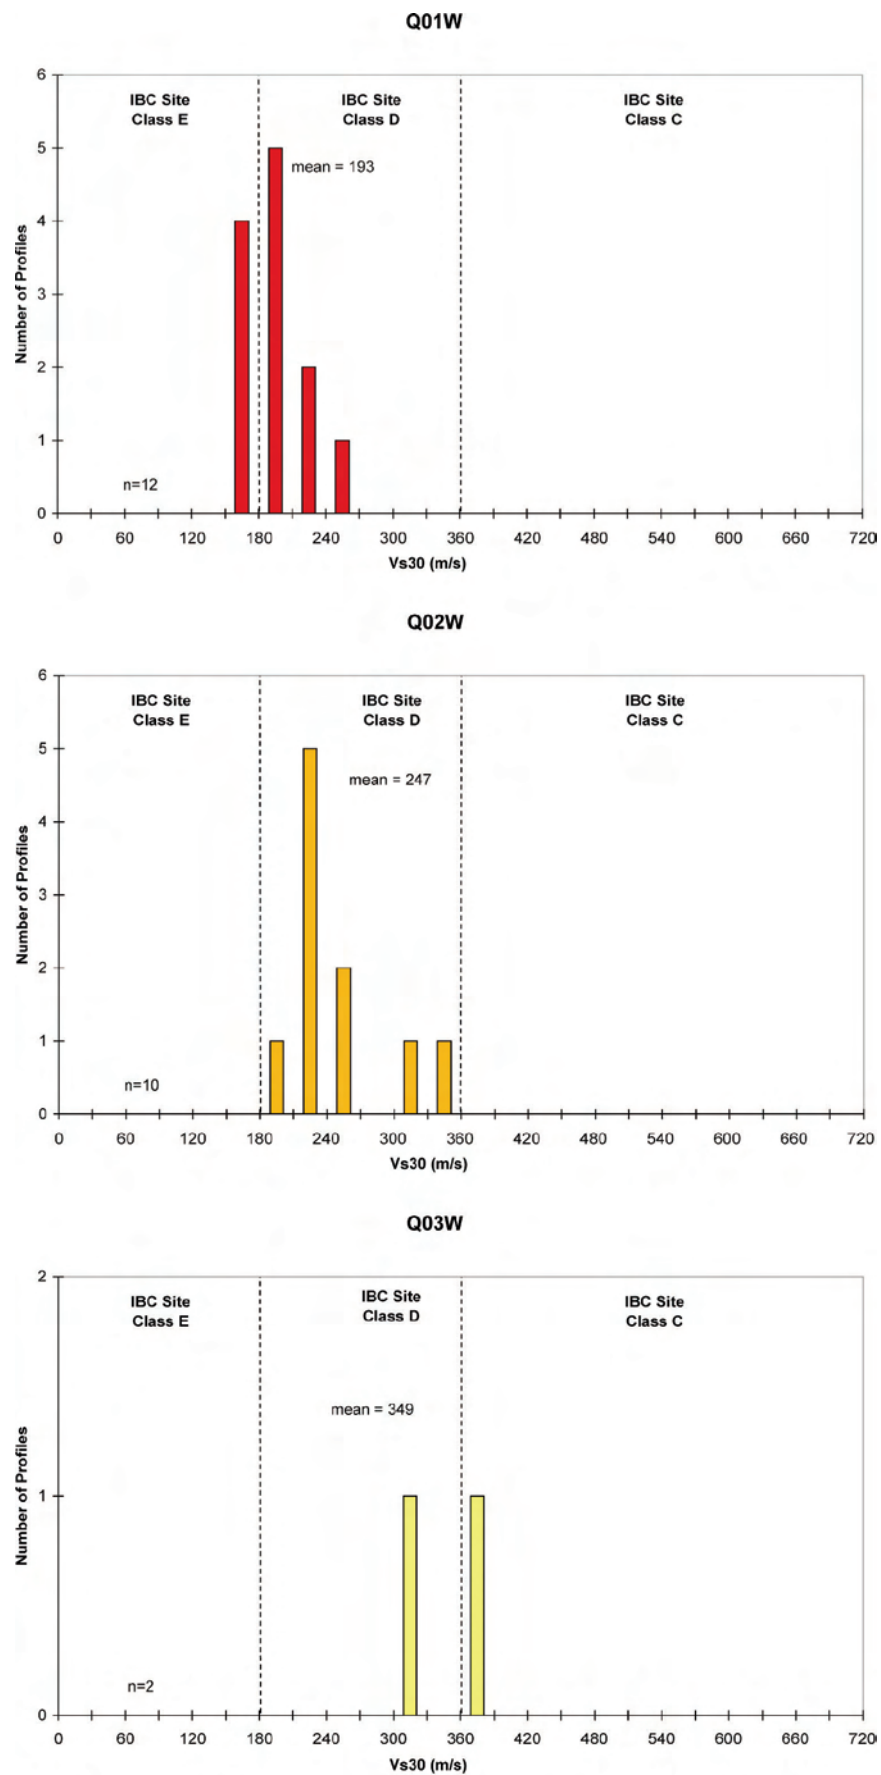 Q01W
6
IBC Site
Class E
IBC Site
Class D
IBC Site
Class C
5
mean = 193
4
3
2
1
0
Number of Profiles
n=12
0 60 120 180 240 300 360 420 480 540 600 660 720
Vs30 (m/s)
Q02W
6
IBC Site
Class E
IBC Site
Class D
IBC Site
Class C
5
mean = 247
4
3
2
1
0
Number of Profiles
n=10
0 60 120 180 240 300 360 420 480 540 600 660 720
Vs30 (m/s)
Q03W
2
IBC Site
Class E
IBC Site
Class D
IBC Site
Class C
mean = 349
1
0
Number of Profiles
n=2
0 60 120 180 240 300 360 420 480 540 600 660 720
Vs30 (m/s)